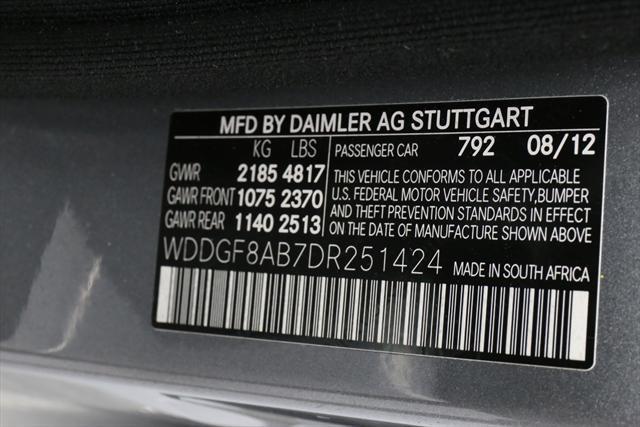 MFD BY DAIMLER AG STUTTGART
KG LBS
GVWR 2185 4817
GAWR FRONT 1075 2370
GAWR REAR 1140 2513
PASSENGER CAR 792 08/12
THIS VEHICLE CONFORMS TO ALL APPLICABLE
U.S. FEDERAL MOTOR VEHICLE SAFETY,BUMPER
AND THEFT PREVENTION STANDARDS IN EFFECT
ON THE DATE OF MANUFACTURE SHOWN ABOVE
WDDGF8AB7DR251424 MADE IN SOUTH AFRICA